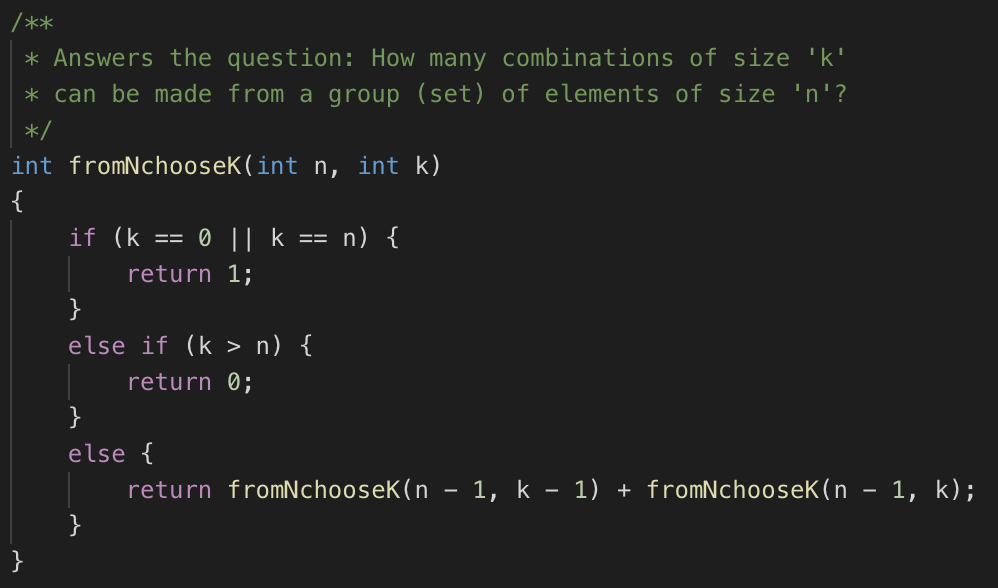 /**
 * Answers the question: How many combinations of size 'k'
 * can be made from a group (set) of elements of size 'n'?
 */
int fromNchooseK(int n, int k)
{
    if (k == 0 || k == n) {
        return 1;
    }
    else if (k > n) {
        return 0;
    }
    else {
        return fromNchooseK(n - 1, k - 1) + fromNchooseK(n - 1, k);
    }
}